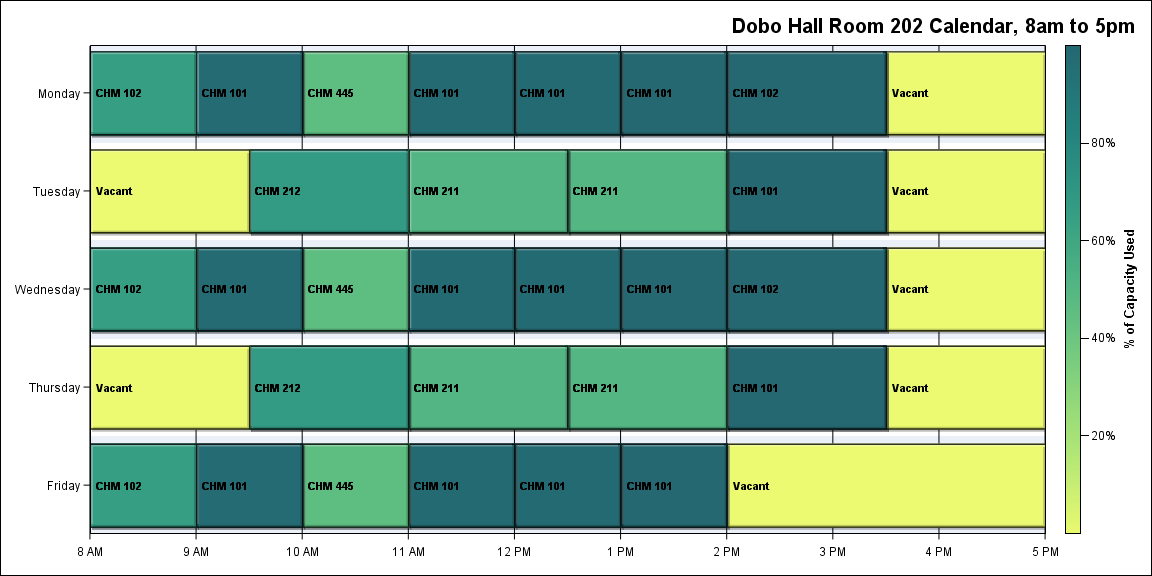 Dobo Hall Room 202 Calendar, 8am to 5pm
Monday CHM 102 CHM 101 CHM 445 CHM 101 CHM 101 CHM 101 CHM 102 Vacant
80%
Tuesday Vacant CHM 212 CHM 211 CHM 211 CHM 101 Vacant
60%
% of Capacity Used
Wednesday CHM 102 CHM 101 CHM 445 CHM 101 CHM 101 CHM 101 CHM 102 Vacant
40%
Thursday Vacant CHM 212 CHM 211 CHM 211 CHM 101 Vacant
20%
Friday CHM 102 CHM 101 CHM 445 CHM 101 CHM 101 CHM 101 Vacant
8 AM 9 AM 10 AM 11 AM 12 PM 1 PM 2 PM 3 PM 4 PM 5 PM